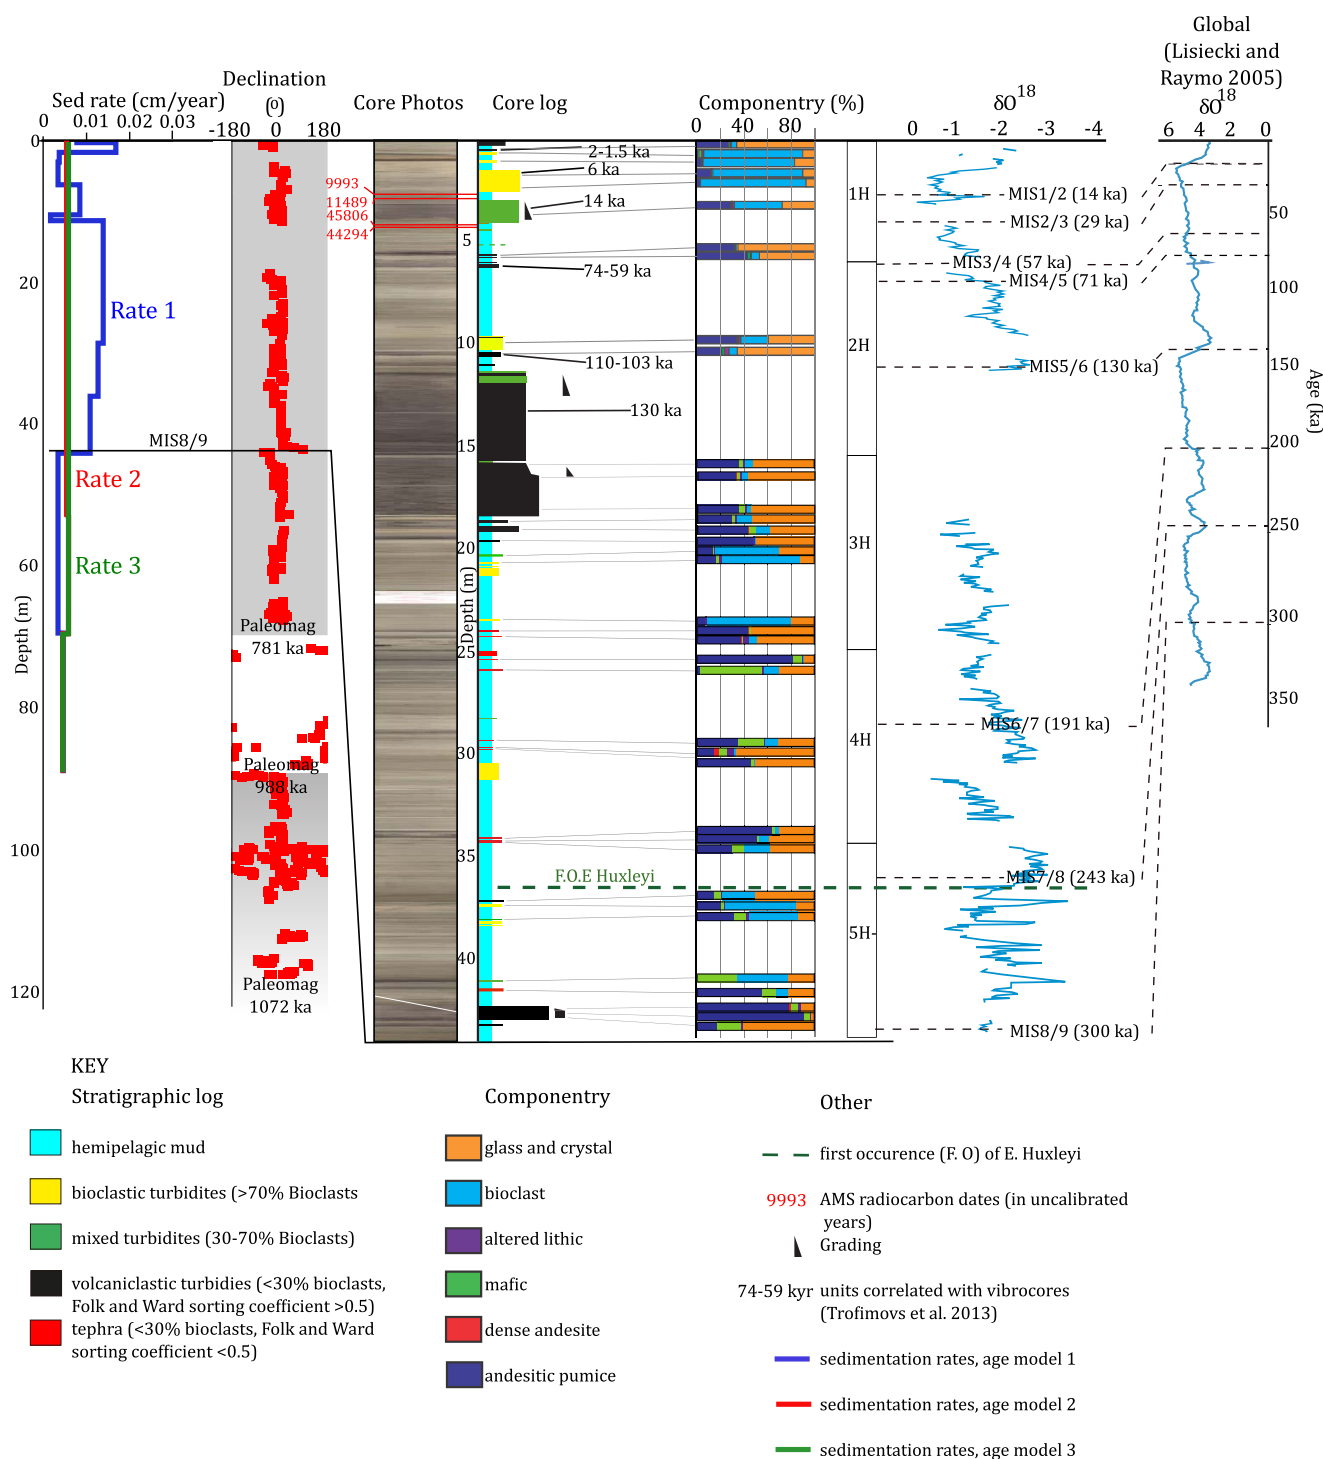 Global
(Lisiecki and
Raymo 2005)
δO18
6 4 2 0
Declination
(0)
-180 0 180
Sed rate (cm/year)
0 0.01 0.02 0.03
Core Photos
Core log
Componentry (%)
0 40 80
δO18
0 -1 -2 -3 -4
0
20
40
60
80
100
120
Depth (m)
Rate 1
Rate 2
Rate 3
MIS8/9
Paleomag
781 ka
Paleomag
988 ka
Paleomag
1072 ka
9993
11489
45806
44294
5
10
15
20
25
30
35
40
Depth (m)
2-1.5 ka
6 ka
14 ka
74-59 ka
110-103 ka
130 ka
F.O.E Huxleyi
1H
2H
3H
4H
5H
MIS1/2 (14 ka)
MIS2/3 (29 ka)
MIS3/4 (57 ka)
MIS4/5 (71 ka)
MIS5/6 (130 ka)
MIS6/7 (191 ka)
MIS7/8 (243 ka)
MIS8/9 (300 ka)
50
100
150
200
250
300
350
Age (ka)
KEY
Stratigraphic log
hemipelagic mud
bioclastic turbidites (>70% Bioclasts
mixed turbidites (30-70% Bioclasts)
volcaniclastic turbidies (<30% bioclasts,
Folk and Ward sorting coefficient >0.5)
tephra (<30% bioclasts, Folk and Ward
sorting coefficient <0.5)
Componentry
glass and crystal
bioclast
altered lithic
mafic
dense andesite
andesitic pumice
Other
first occurence (F. O) of E. Huxleyi
9993 AMS radiocarbon dates (in uncalibrated
years)
Grading
74-59 kyr units correlated with vibrocores
(Trofimovs et al. 2013)
sedimentation rates, age model 1
sedimentation rates, age model 2
sedimentation rates, age model 3